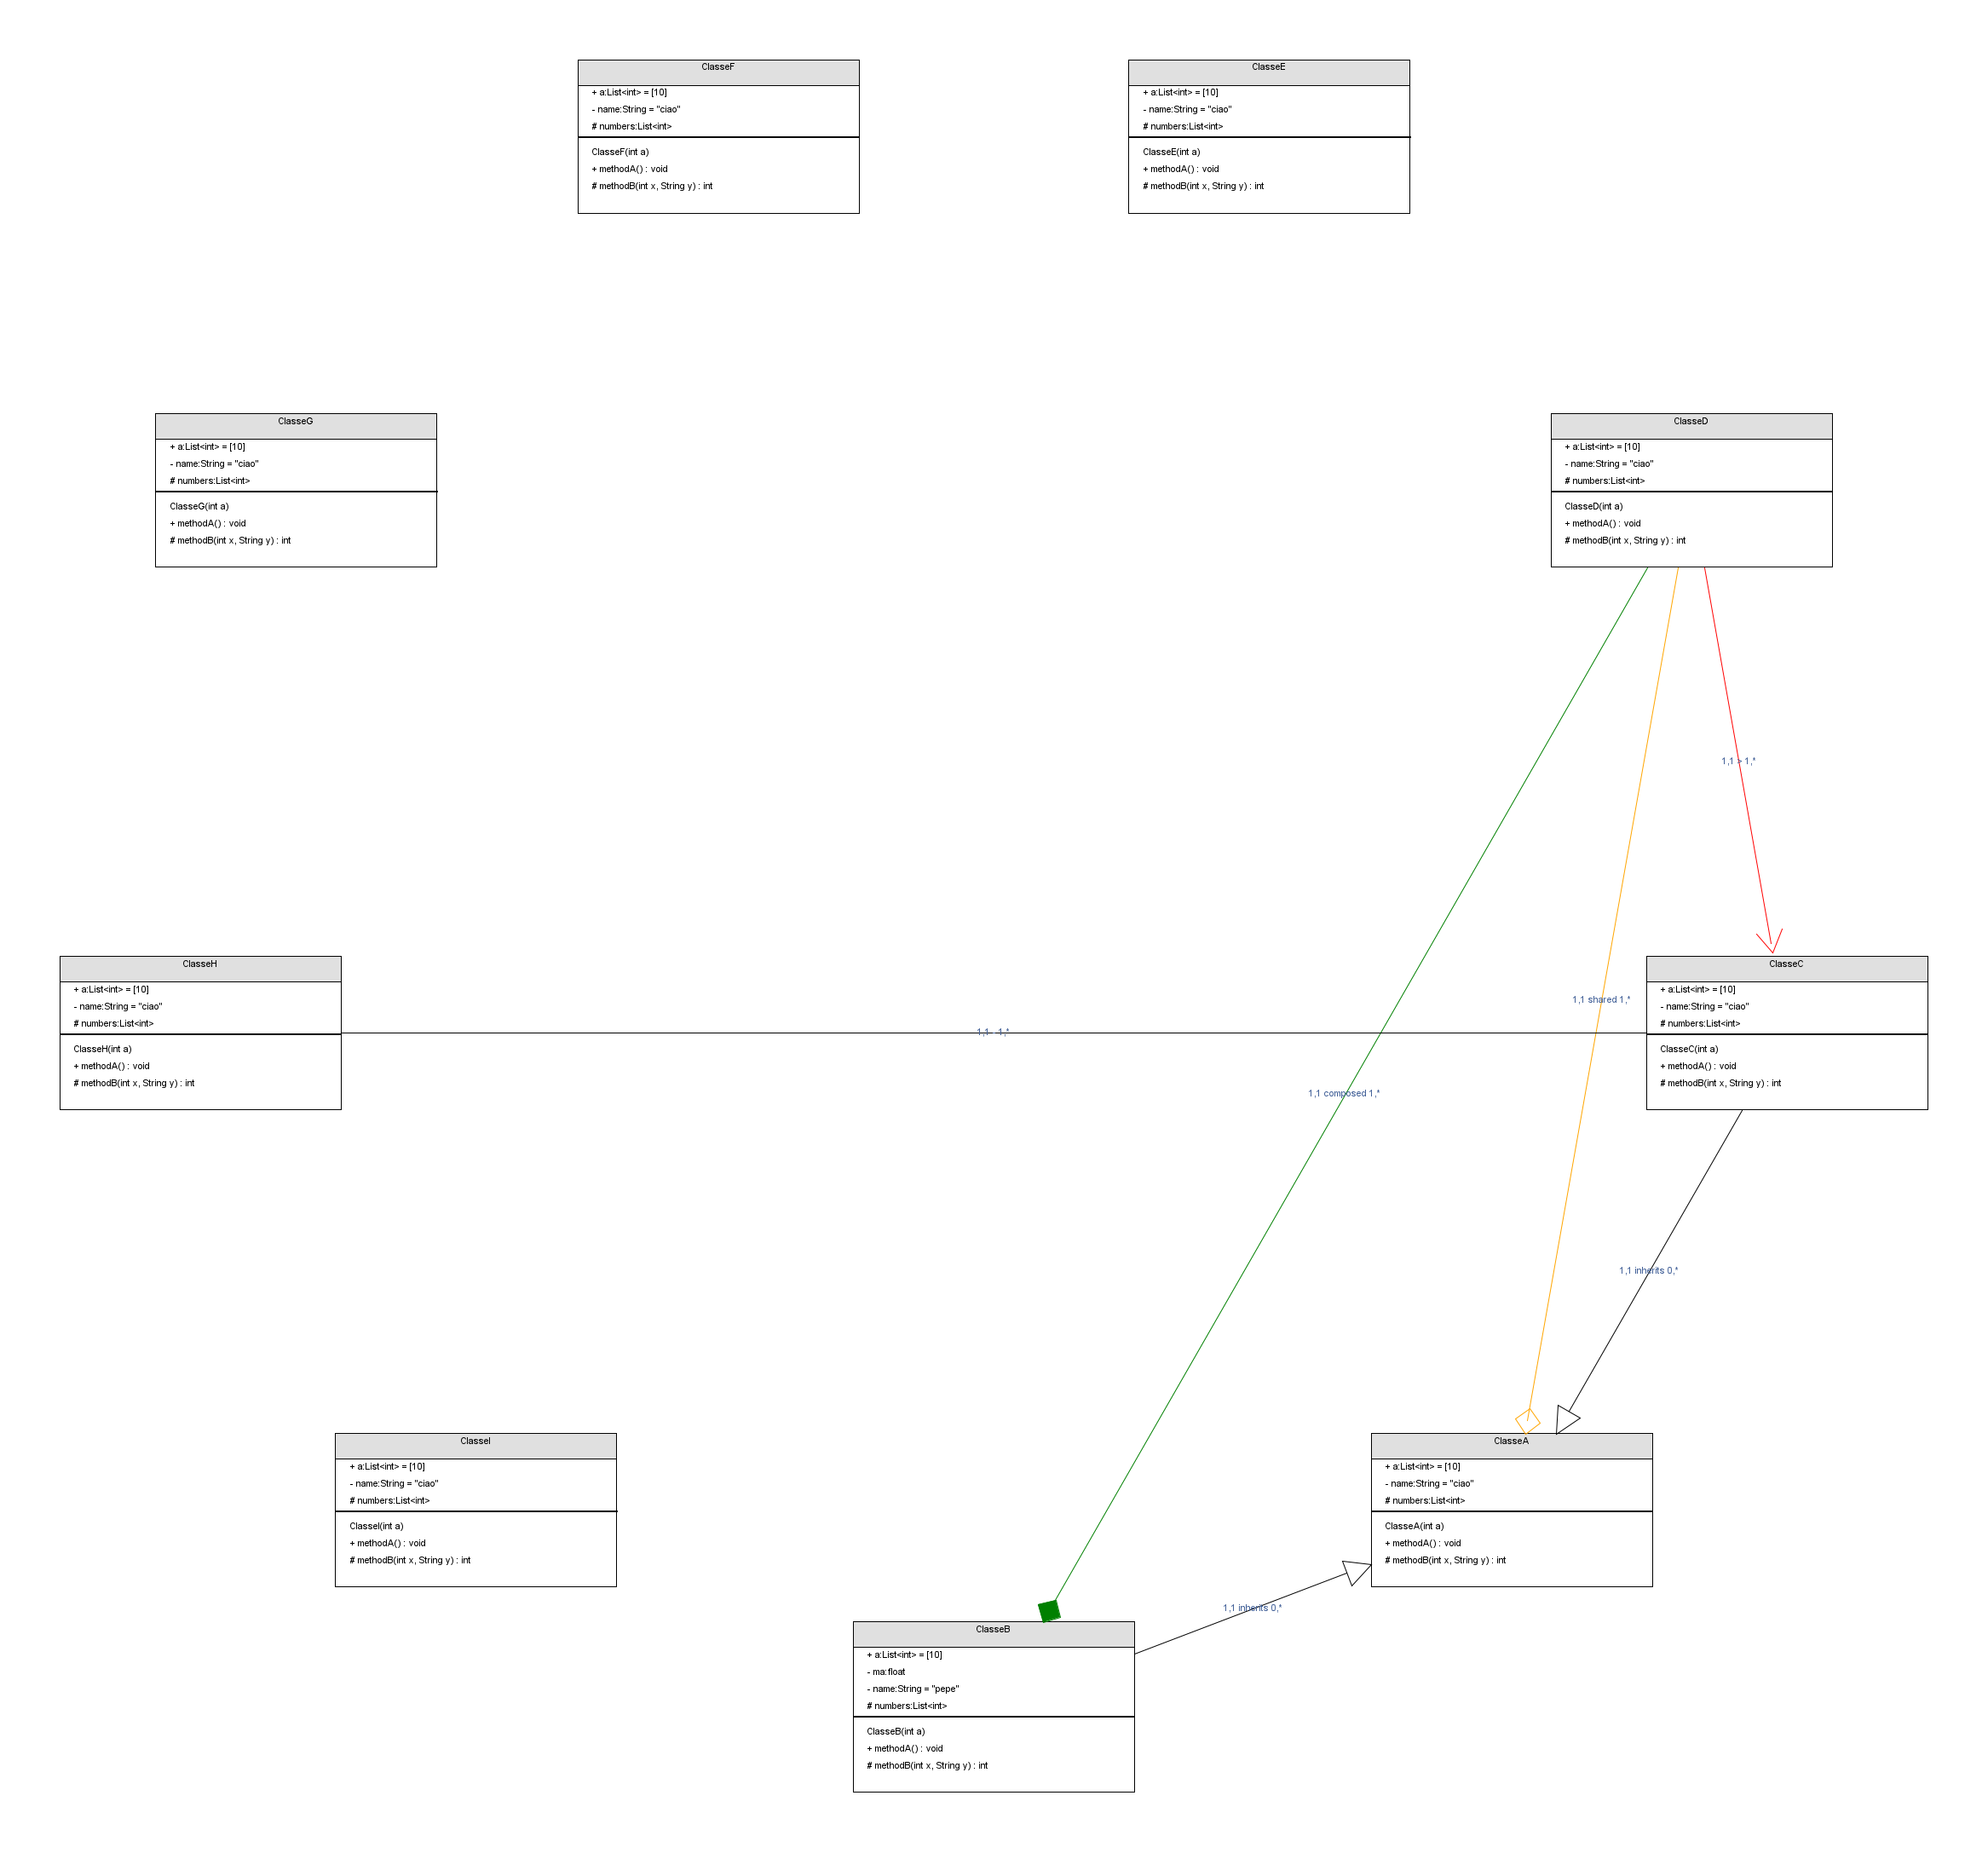 ClasseF
+ a:List<int> = [10]
- name:String = "ciao"
# numbers:List<int>
ClasseF(int a)
+ methodA() : void
# methodB(int x, String y) : int
ClasseE
+ a:List<int> = [10]
- name:String = "ciao"
# numbers:List<int>
ClasseE(int a)
+ methodA() : void
# methodB(int x, String y) : int
ClasseG
+ a:List<int> = [10]
- name:String = "ciao"
# numbers:List<int>
ClasseG(int a)
+ methodA() : void
# methodB(int x, String y) : int
ClasseD
+ a:List<int> = [10]
- name:String = "ciao"
# numbers:List<int>
ClasseD(int a)
+ methodA() : void
# methodB(int x, String y) : int
1,1 > 1,*
ClasseH
+ a:List<int> = [10]
- name:String = "ciao"
# numbers:List<int>
ClasseH(int a)
+ methodA() : void
# methodB(int x, String y) : int
1,1 - 1,*
1,1 shared 1,*
1,1 composed 1,*
ClasseC
+ a:List<int> = [10]
- name:String = "ciao"
# numbers:List<int>
ClasseC(int a)
+ methodA() : void
# methodB(int x, String y) : int
1,1 inherits 0,*
ClasseI
+ a:List<int> = [10]
- name:String = "ciao"
# numbers:List<int>
ClasseI(int a)
+ methodA() : void
# methodB(int x, String y) : int
ClasseA
+ a:List<int> = [10]
- name:String = "ciao"
# numbers:List<int>
ClasseA(int a)
+ methodA() : void
# methodB(int x, String y) : int
1,1 inherits 0,*
ClasseB
+ a:List<int> = [10]
- ma:float
- name:String = "pepe"
# numbers:List<int>
ClasseB(int a)
+ methodA() : void
# methodB(int x, String y) : int